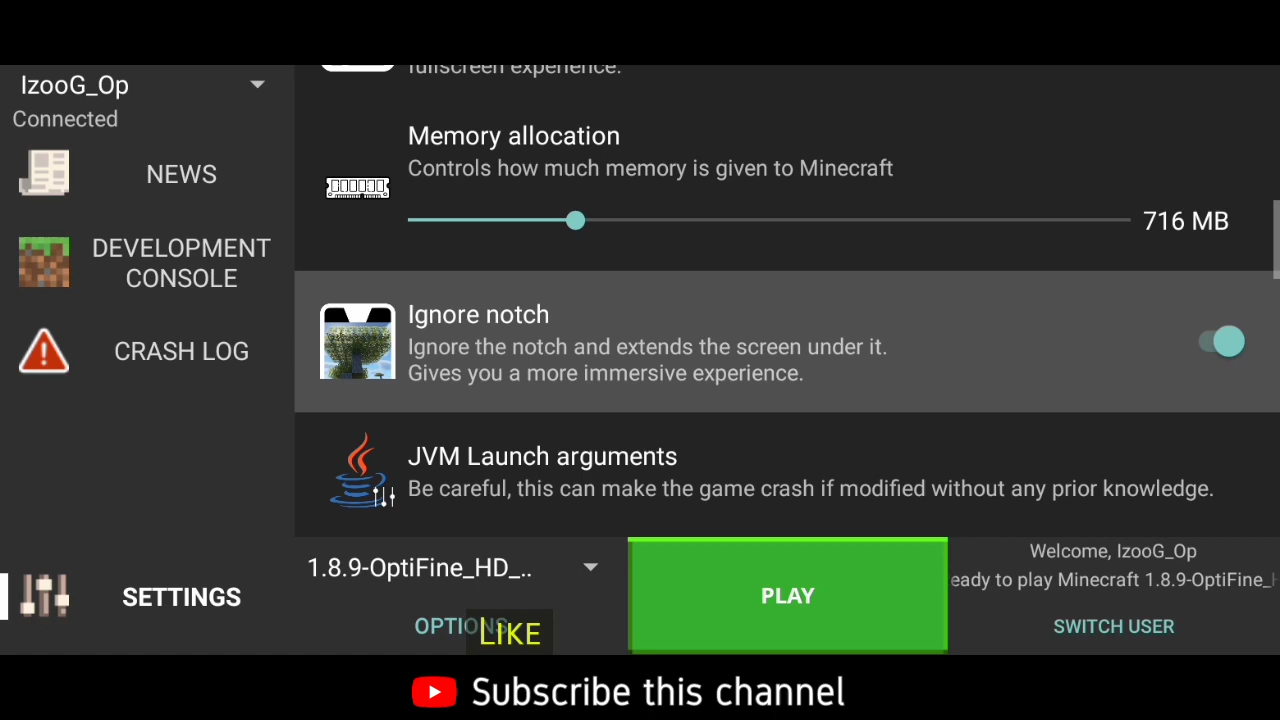 IzooG_Op
Connected
NEWS
DEVELOPMENT
CONSOLE
CRASH LOG
SETTINGS
fullscreen experience.
Memory allocation
Controls how much memory is given to Minecraft
716 MB
Ignore notch
Ignore the notch and extends the screen under it.
Gives you a more immersive experience.
JVM Launch arguments
Be careful, this can make the game crash if modified without any prior knowledge.
1.8.9-OptiFine_HD_..
OPTIONS
LIKE
PLAY
Welcome, IzooG_Op
eady to play Minecraft 1.8.9-OptiFine_H
SWITCH USER
Subscribe this channel